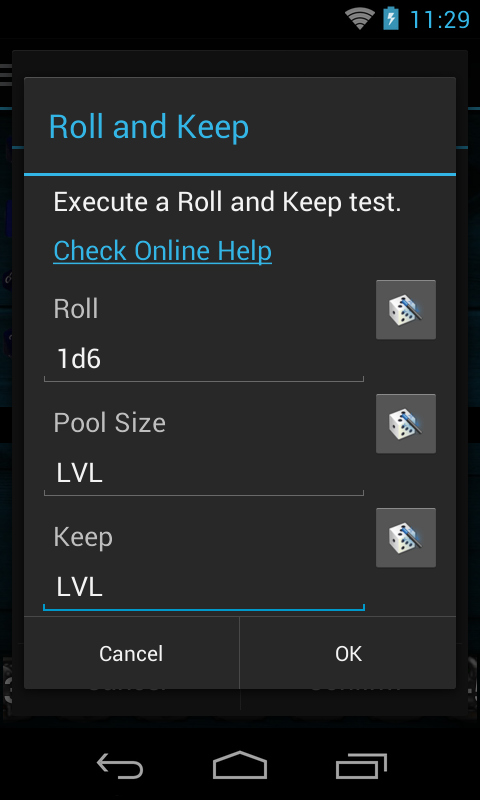 11:29
Roll and Keep
Execute a Roll and Keep test.
Check Online Help
Roll
1d6
Pool Size
LVL
Keep
LVL
Cancel
OK